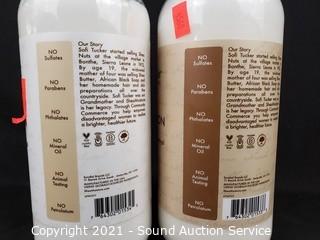 NO
Sulfates
NO
Parabens
NO
Phthalates
NO
Mineral
Oil
NO
Animal
Testing
NO
Petrolatum
Our Story
Sofi Tucker started selling Shea
Nuts at the village market in
Bonthe, Sierra Leone in 1912.
By age 19, the widowed
mother of four was selling Shea
Butter, African Black Soap and
her homemade hair and skin
preparations all over the
countryside. Sofi Tucker was our
Grandmother and SheaMoisture
is her legacy. Through Community
Commerce you help empower
disadvantaged women to realize
a brighter, healthier future.
Sundial Brands LLC
NO
Sulfates
NO
Parabens
NO
Phthalates
NO
Mineral
Oil
NO
Animal
Testing
NO
Petrolatum
Our Story
Sofi Tucker started selling Shea
Nuts at the village market in
Bonthe, Sierra Leone in 1912.
By age 19, the widowed
mother of four was selling Shea
Butter, African Black Soap and
her homemade hair and skin
preparations all over the
countryside. Sofi Tucker was our
Grandmother and SheaMoisture
is her legacy. Through Community
Commerce you help empower
disadvantaged women to realize
a brighter, healthier future.
Sundial Brands LLC
Copyright 2021 - Sound Auction Service